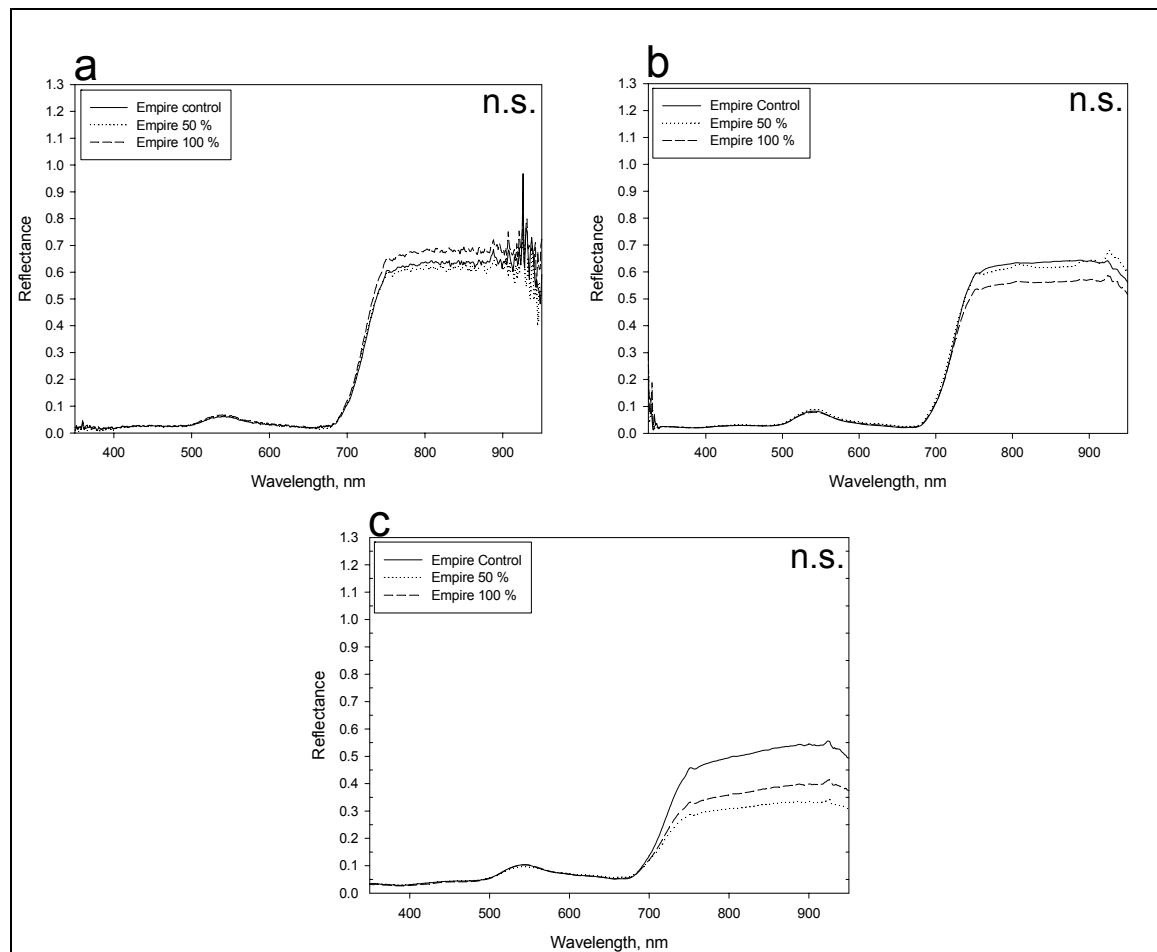 a
n.s.
Empire control
Empire 50 %
Empire 100 %
1.3
1.2
1.1
1.0
0.9
0.8
0.7
0.6
0.5
0.4
0.3
0.2
0.1
0.0
Reflectance
400 500 600 700 800 900
Wavelength, nm
b
n.s.
Empire Control
Empire 50 %
Empire 100 %
1.3
1.2
1.1
1.0
0.9
0.8
0.7
0.6
0.5
0.4
0.3
0.2
0.1
0.0
Reflectance
400 500 600 700 800 900
Wavelength, nm
c
n.s.
Empire Control
Empire 50 %
Empire 100 %
1.3
1.2
1.1
1.0
0.9
0.8
0.7
0.6
0.5
0.4
0.3
0.2
0.1
0.0
Reflectance
400 500 600 700 800 900
Wavelength, nm